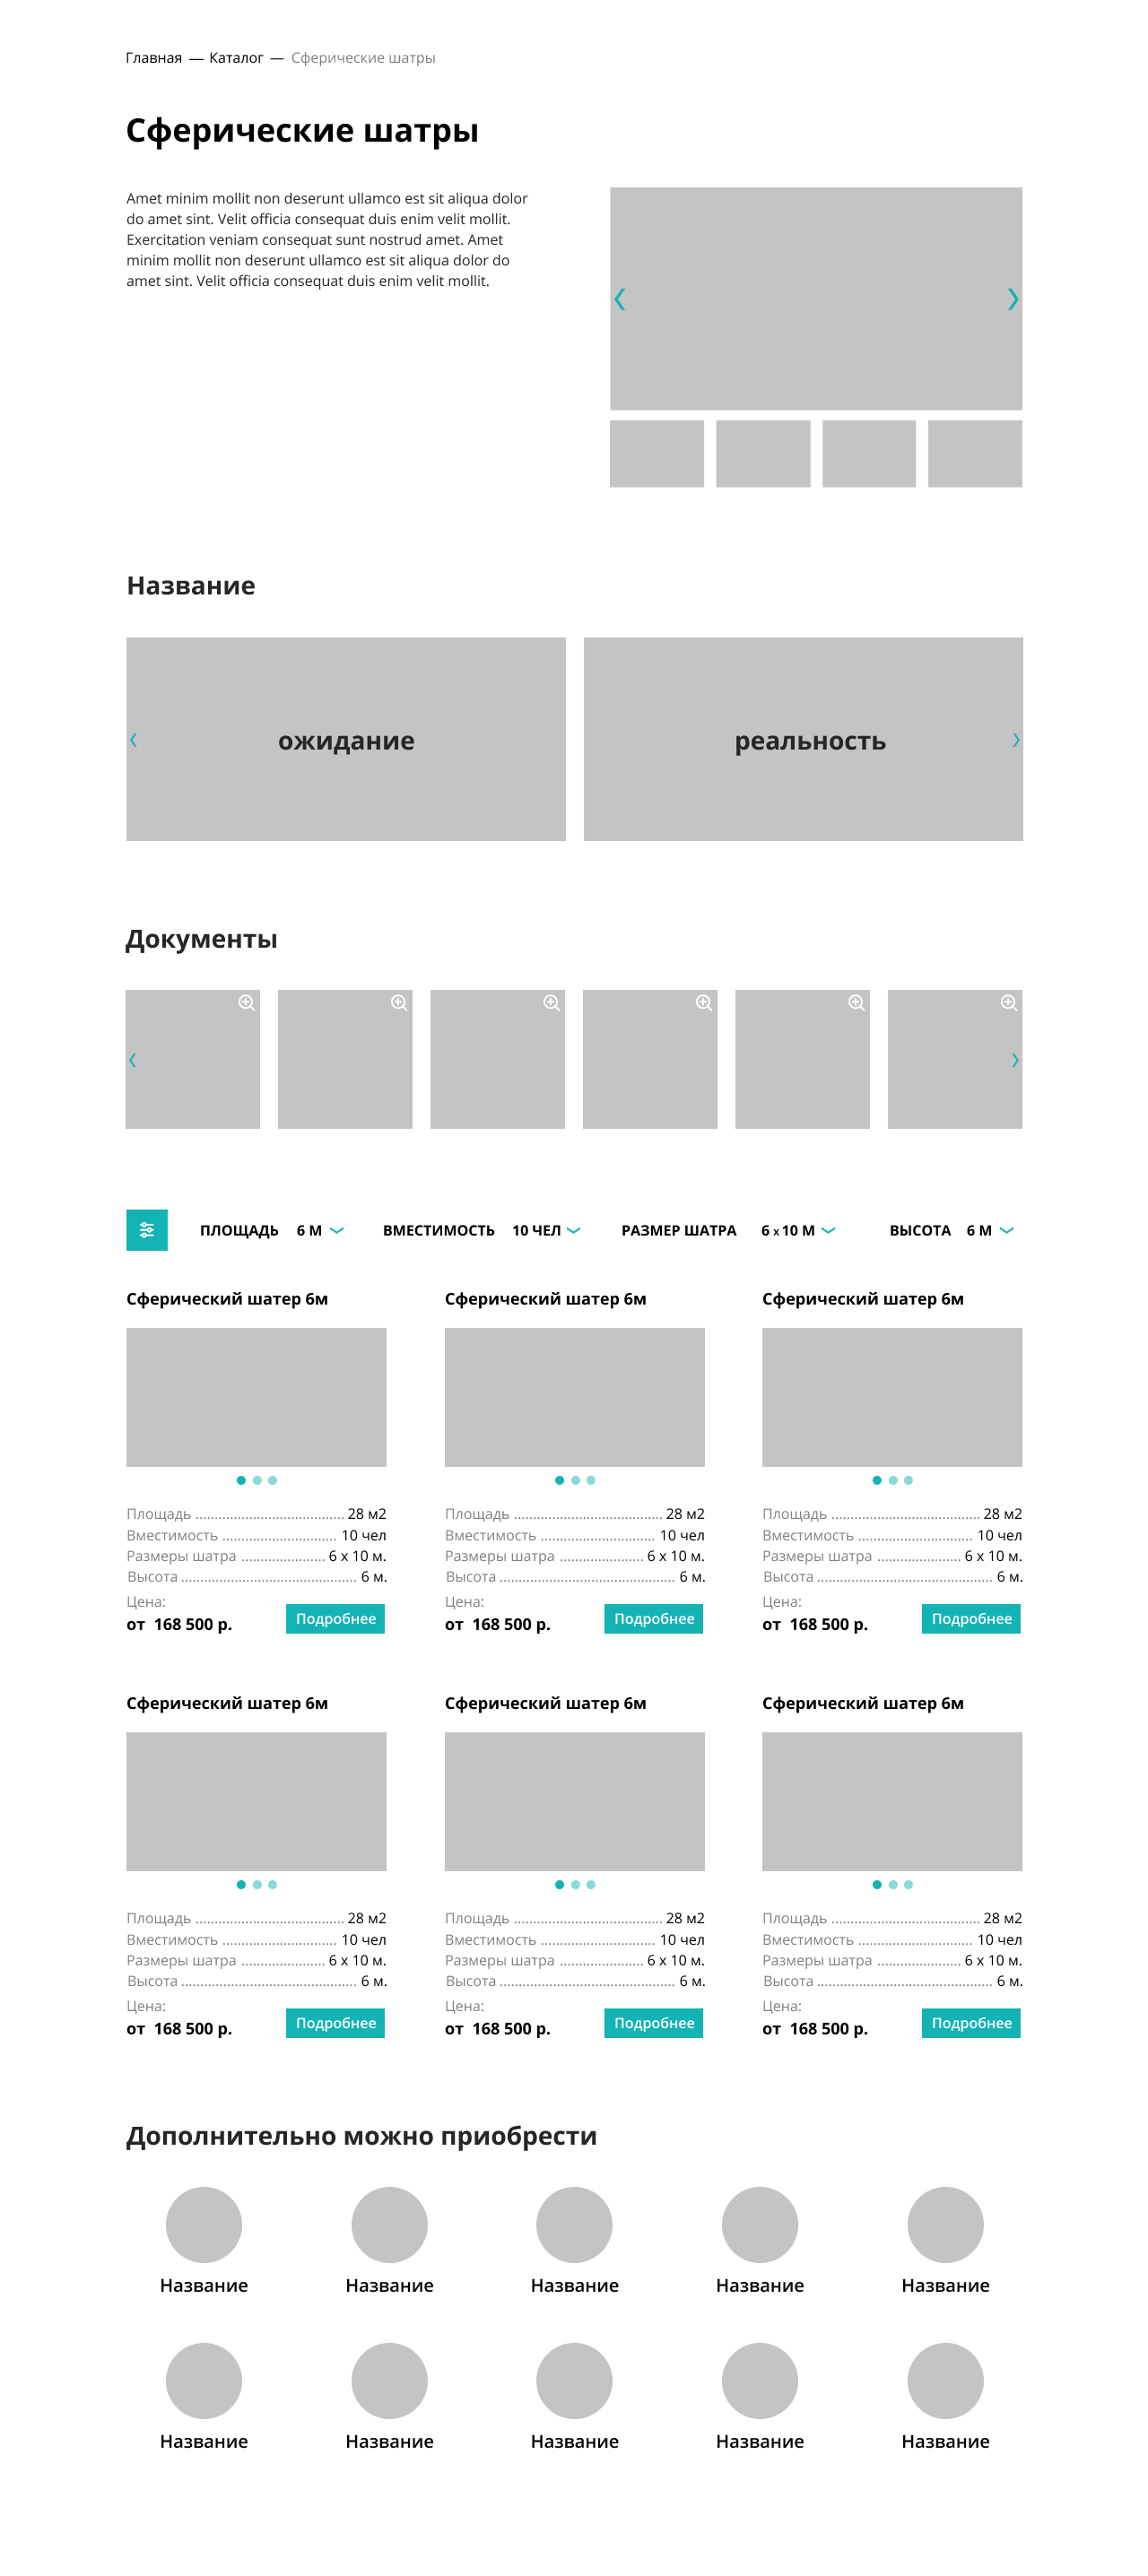 Главная — Каталог — Сферические шатры
Сферические шатры
Amet minim mollit non deserunt ullamco est sit aliqua dolor
do amet sint. Velit officia consequat duis enim velit mollit.
Exercitation veniam consequat sunt nostrud amet. Amet
minim mollit non deserunt ullamco est sit aliqua dolor do
amet sint. Velit officia consequat duis enim velit mollit.
Название
ожидание реальность
Документы
ПЛОЩАДЬ 6 М ВМЕСТИМОСТЬ 10 ЧЕЛ РАЗМЕР ШАТРА 6 х 10 М ВЫСОТА 6 М
Сферический шатер 6м Сферический шатер 6м Сферический шатер 6м
Площадь ...................................... 28 м2 Площадь ...................................... 28 м2 Площадь ...................................... 28 м2
Вместимость ............................. 10 чел Вместимость ............................. 10 чел Вместимость ............................. 10 чел
Размеры шатра ...................... 6 х 10 м. Размеры шатра ...................... 6 х 10 м. Размеры шатра ...................... 6 х 10 м.
Высота ............................................. 6 м. Высота ............................................. 6 м. Высота ............................................. 6 м.
Цена: Цена: Цена:
от 168 500 р. Подробнее от 168 500 р. Подробнее от 168 500 р. Подробнее
Сферический шатер 6м Сферический шатер 6м Сферический шатер 6м
Площадь ...................................... 28 м2 Площадь ...................................... 28 м2 Площадь ...................................... 28 м2
Вместимость ............................. 10 чел Вместимость ............................. 10 чел Вместимость ............................. 10 чел
Размеры шатра ...................... 6 х 10 м. Размеры шатра ...................... 6 х 10 м. Размеры шатра ...................... 6 х 10 м.
Высота ............................................. 6 м. Высота ............................................. 6 м. Высота ............................................. 6 м.
Цена: Цена: Цена:
от 168 500 р. Подробнее от 168 500 р. Подробнее от 168 500 р. Подробнее
Дополнительно можно приобрести
Название Название Название Название Название
Название Название Название Название Название